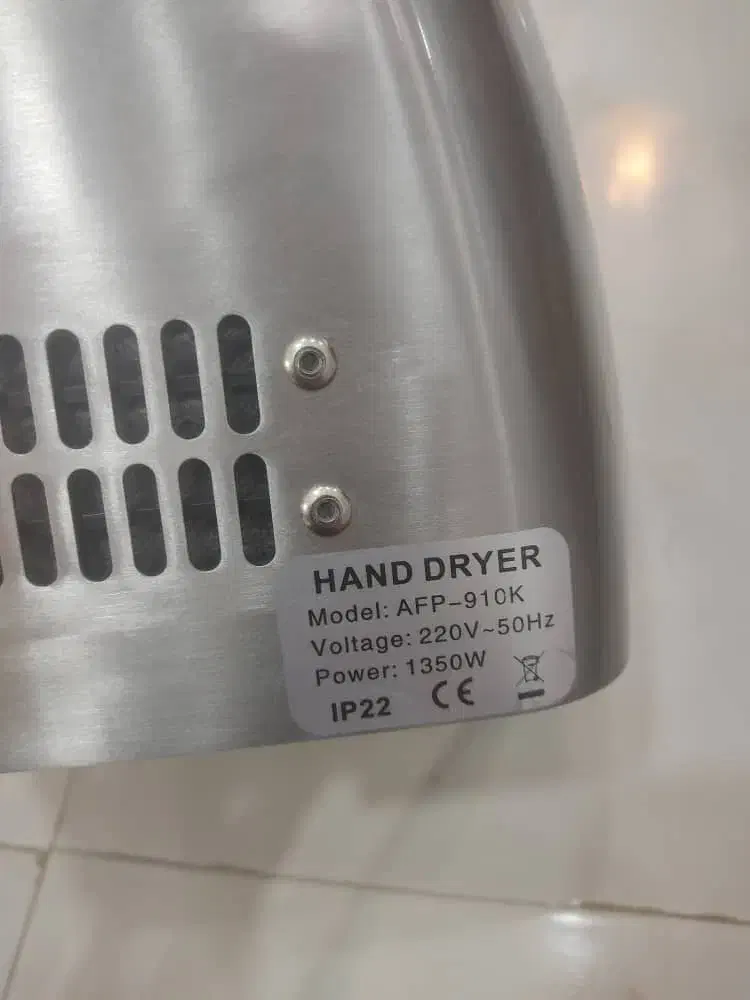 HAND DRYER
Model: AFP-910K
Voltage: 220V~50Hz
Power: 1350W
IP22 CE